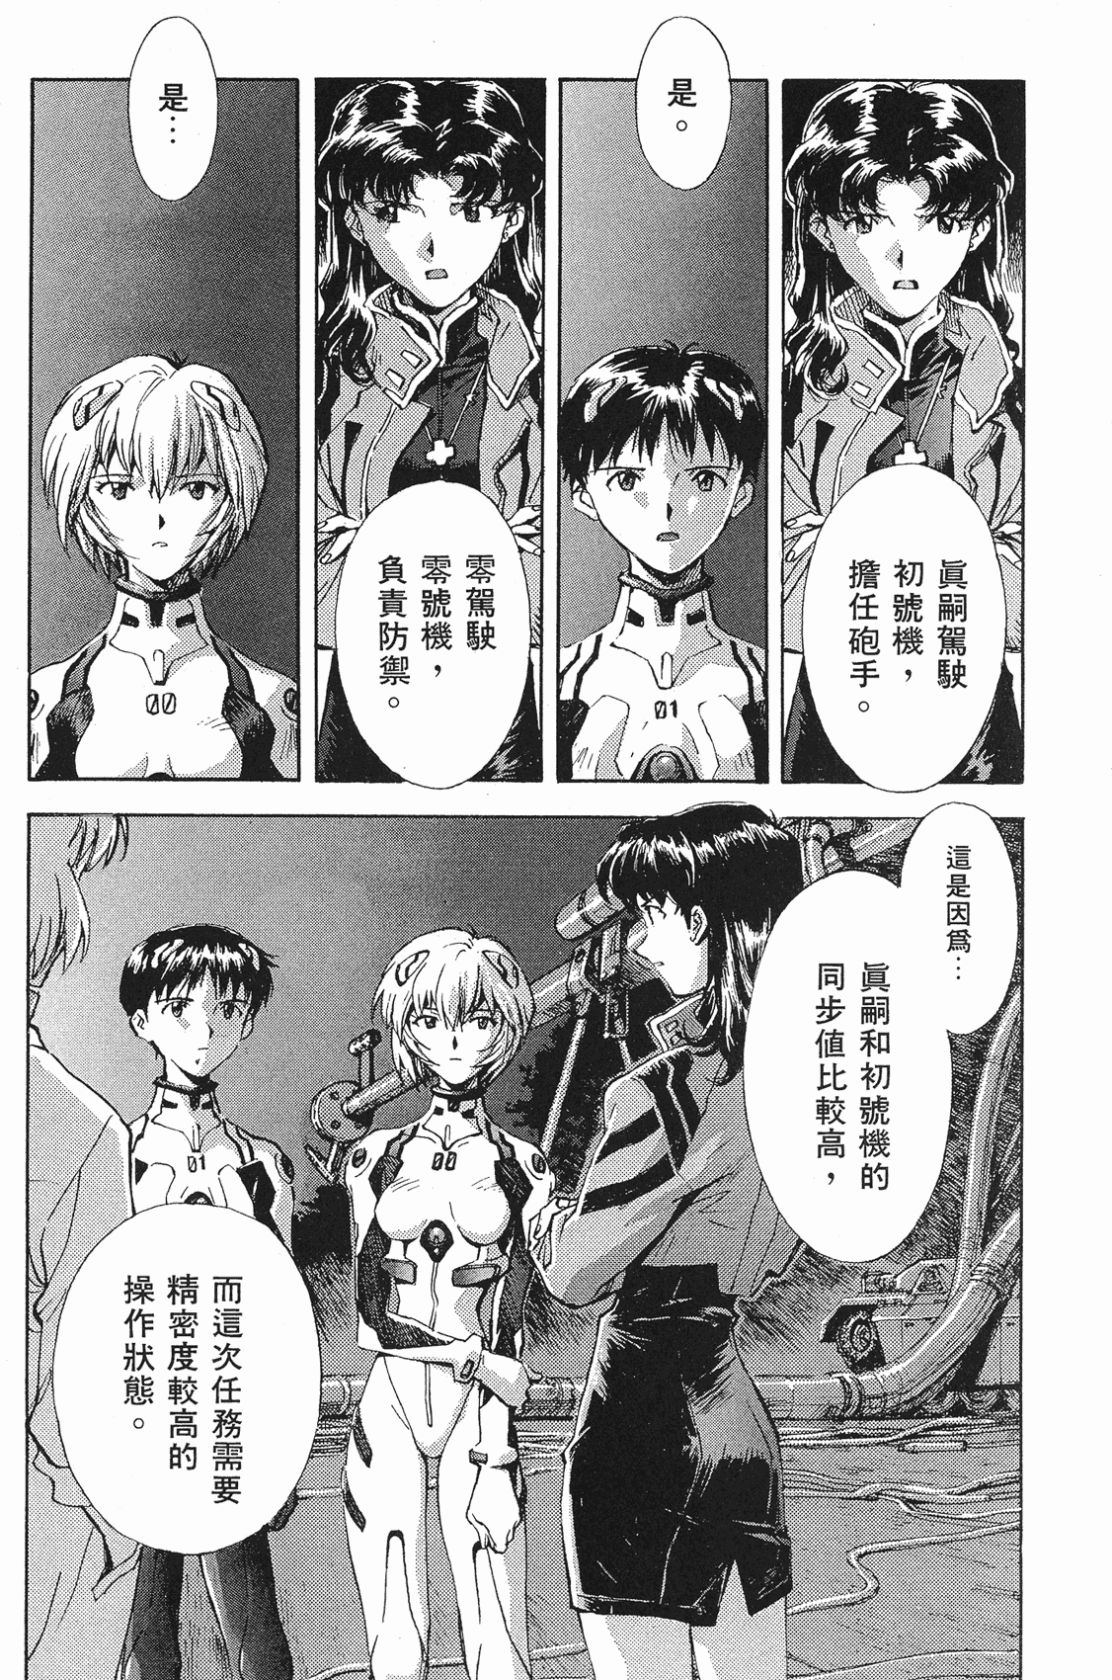 眞嗣駕駛
初號機，
擔任砲手。
是。
零駕駛
零號機，
負責防禦。
是…
這是因為…
眞嗣和初號機的
同步值比較高，
而這次任務需要
精密度較高的
操作狀態。
01
00
01
00